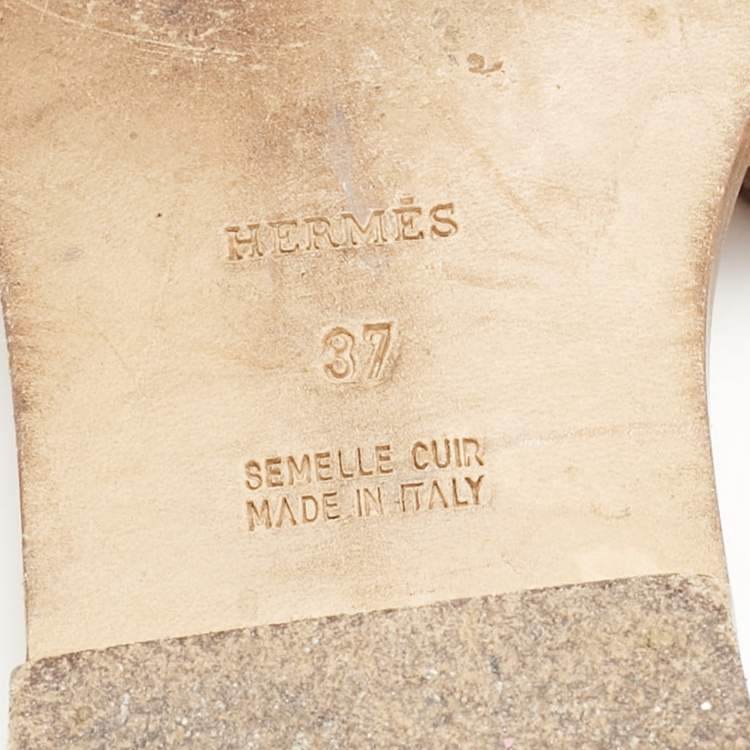 HERMÈS
37
SEMELLE CUIR
MADE IN ITALY